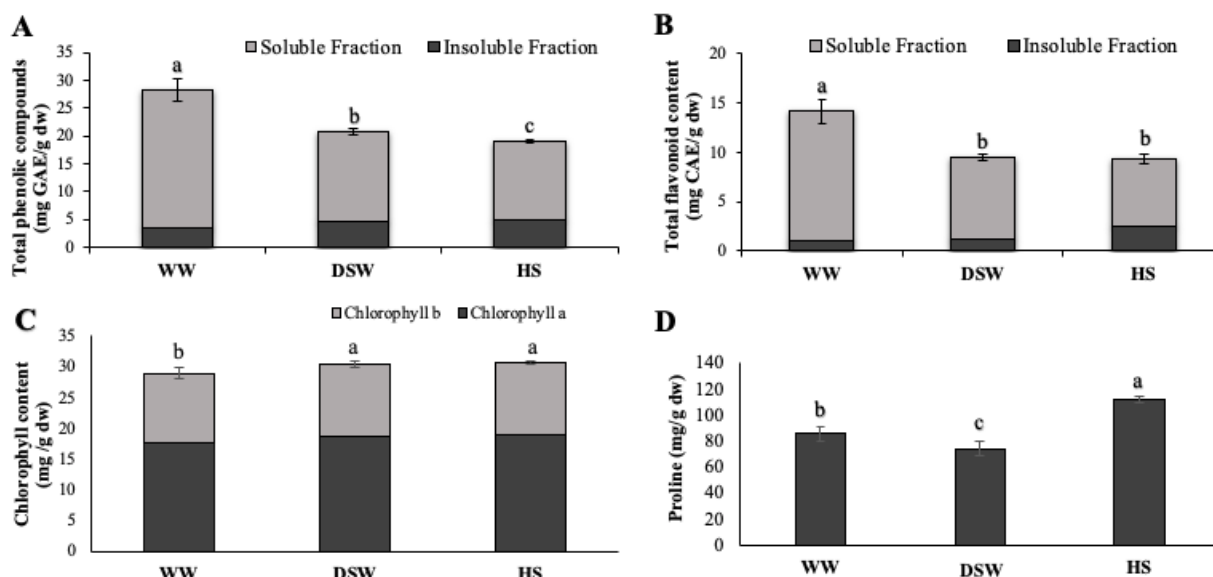 A
Soluble Fraction Insoluble Fraction
Total phenolic compounds
(mg GAE/g dw)
35
30
25
20
15
10
5
0
a
b
c
WW DSW HS
B
Soluble Fraction Insoluble Fraction
Total flavonoid content
(mg CAE/g dw)
20
15
10
5
0
a
b
b
WW DSW HS
C
Chlorophyll b Chlorophyll a
Chlorophyll content
(mg /g dw)
35
30
25
20
15
10
5
0
b
a
a
WW DSW HS
D
Proline (mg/g dw)
140
120
100
80
60
40
20
0
b
c
a
WW DSW HS